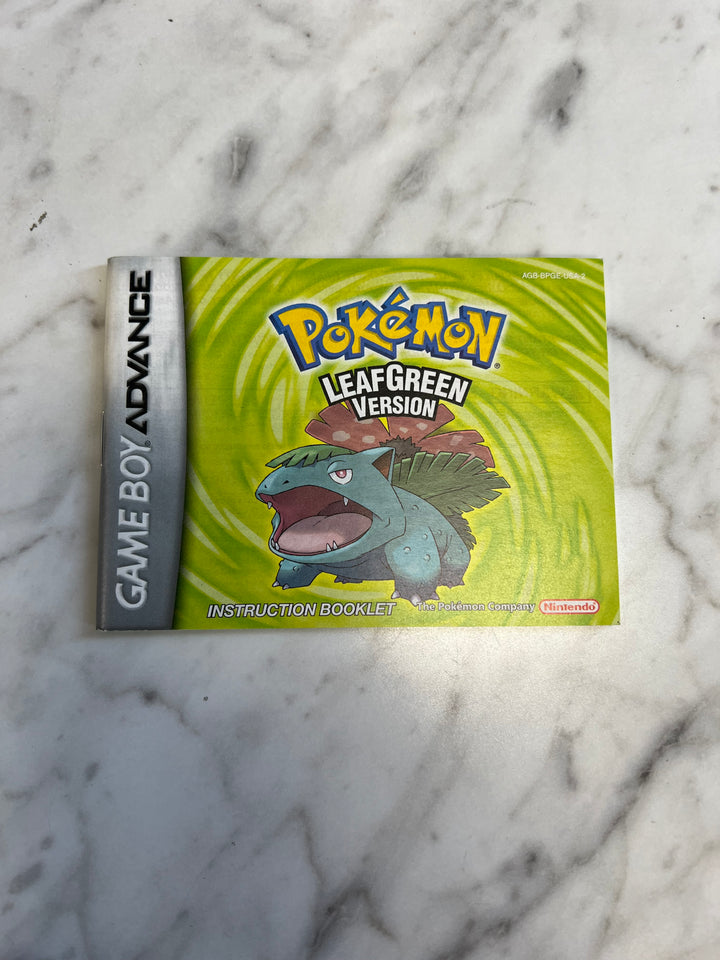 GAME BOY ADVANCE
AGB-BPGE-USA-2
POKéMON®
LEAFGREEN
VERSION
INSTRUCTION BOOKLET
The Pokémon Company
Nintendo®